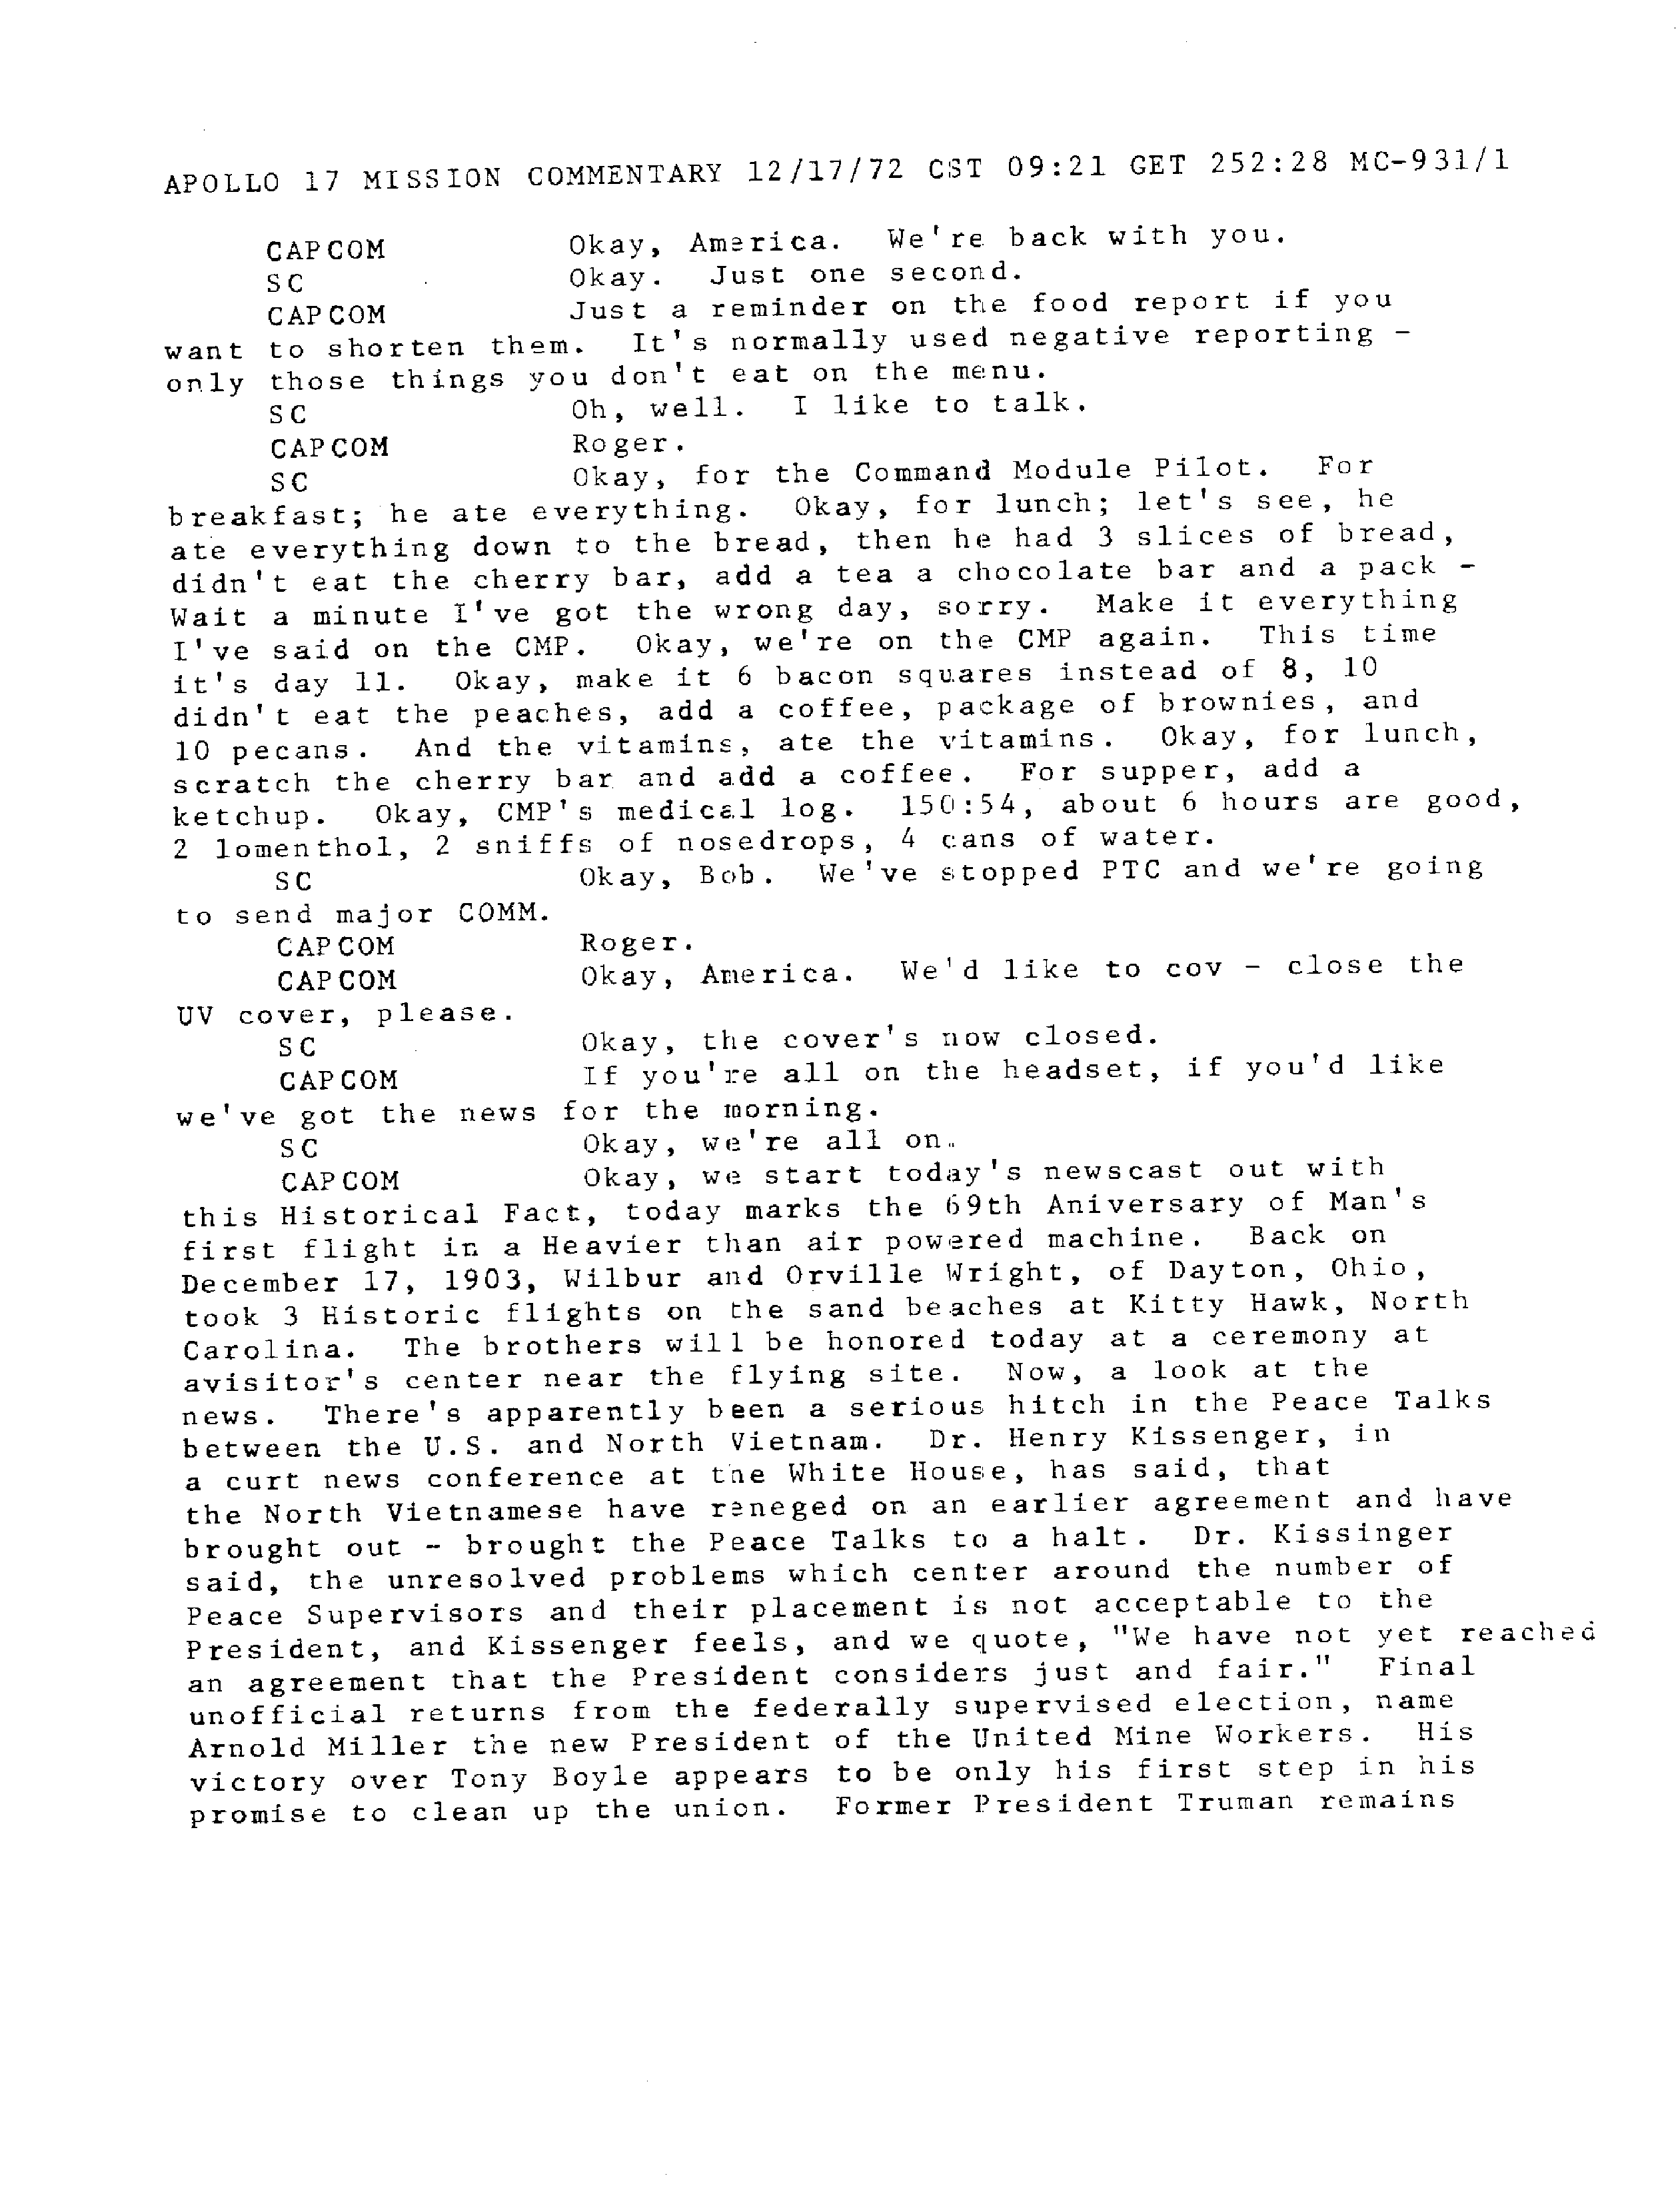 APOLLO 17 MISSION COMMENTARY 12/17/72 CST 09:21 GET 252:28 MC-931/1
CAPCOM Okay, America. We're back with you.
SC Okay. Just one second.
CAPCOM Just a reminder on the food report if you
want to shorten them. It's normally used negative reporting -
only those things you don't eat on the menu.
SC Oh, well. I like to talk.
CAPCOM Roger.
SC Okay, for the Command Module Pilot. For
breakfast; he ate everything. Okay, for lunch; let's see, he
ate everything down to the bread, then he had 3 slices of bread,
didn't eat the cherry bar, add a tea a chocolate bar and a pack -
Wait a minute I've got the wrong day, sorry. Make it everything
I've said on the CMP. Okay, we're on the CMP again. This time
it's day 11. Okay, make it 6 bacon squares instead of 8, 10
didn't eat the peaches, add a coffee, package of brownies, and
10 pecans. And the vitamins, ate the vitamins. Okay, for lunch,
scratch the cherry bar and add a coffee. For supper, add a
ketchup. Okay, CMP's medical log. 150:54, about 6 hours are good,
2 lomenthol, 2 sniffs of nosedrops, 4 cans of water.
SC Okay, Bob. We've stopped PTC and we're going
to send major COMM.
CAPCOM Roger.
CAPCOM Okay, America. We'd like to cov - close the
UV cover, please.
SC Okay, the cover's now closed.
CAPCOM If you're all on the headset, if you'd like
we've got the news for the morning.
SC Okay, we're all on.
CAPCOM Okay, we start today's newscast out with
this Historical Fact, today marks the 69th Aniversary of Man's
first flight in a Heavier than air powered machine. Back on
December 17, 1903, Wilbur and Orville Wright, of Dayton, Ohio,
took 3 Historic flights on the sand beaches at Kitty Hawk, North
Carolina. The brothers will be honored today at a ceremony at
avisitor's center near the flying site. Now, a look at the
news. There's apparently been a serious hitch in the Peace Talks
between the U.S. and North Vietnam. Dr. Henry Kissenger, in
a curt news conference at the White House, has said, that
the North Vietnamese have reneged on an earlier agreement and have
brought out - brought the Peace Talks to a halt. Dr. Kissinger
said, the unresolved problems which center around the number of
Peace Supervisors and their placement is not acceptable to the
President, and Kissenger feels, and we quote, "We have not yet reached
an agreement that the President considers just and fair." Final
unofficial returns from the federally supervised election, name
Arnold Miller the new President of the United Mine Workers. His
victory over Tony Boyle appears to be only his first step in his
promise to clean up the union. Former President Truman remains